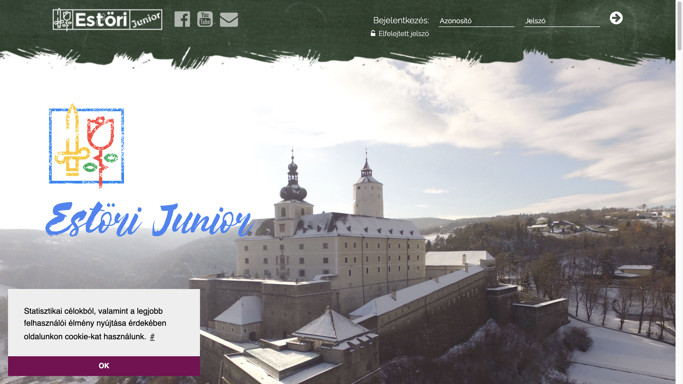 Estöri Junior
You
Tube
Bejelentkezés:
Azonosító
Jelszó
Elfelejtett jelszó
Estöri Junior
Statisztikai célokból, valamint a legjobb
felhasználói élmény nyújtása érdekében
oldalunkon cookie-kat használunk. #
OK